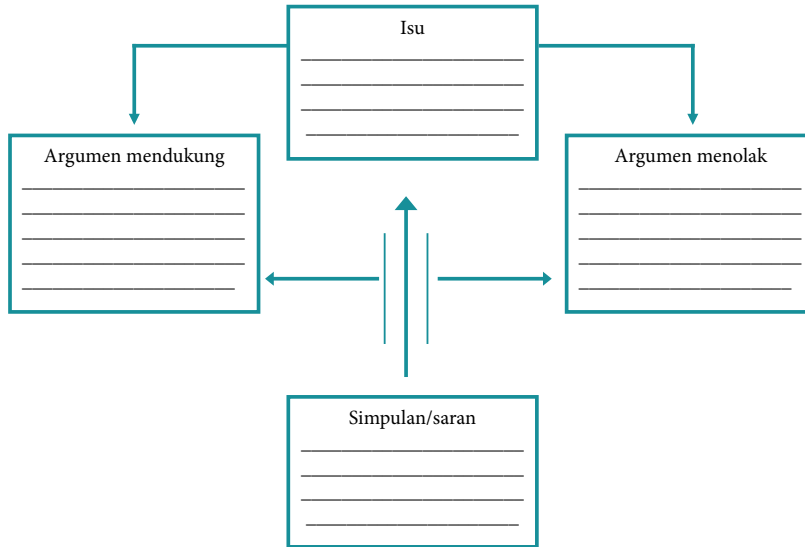 Isu
Argumen mendukung
Argumen menolak
Simpulan/saran